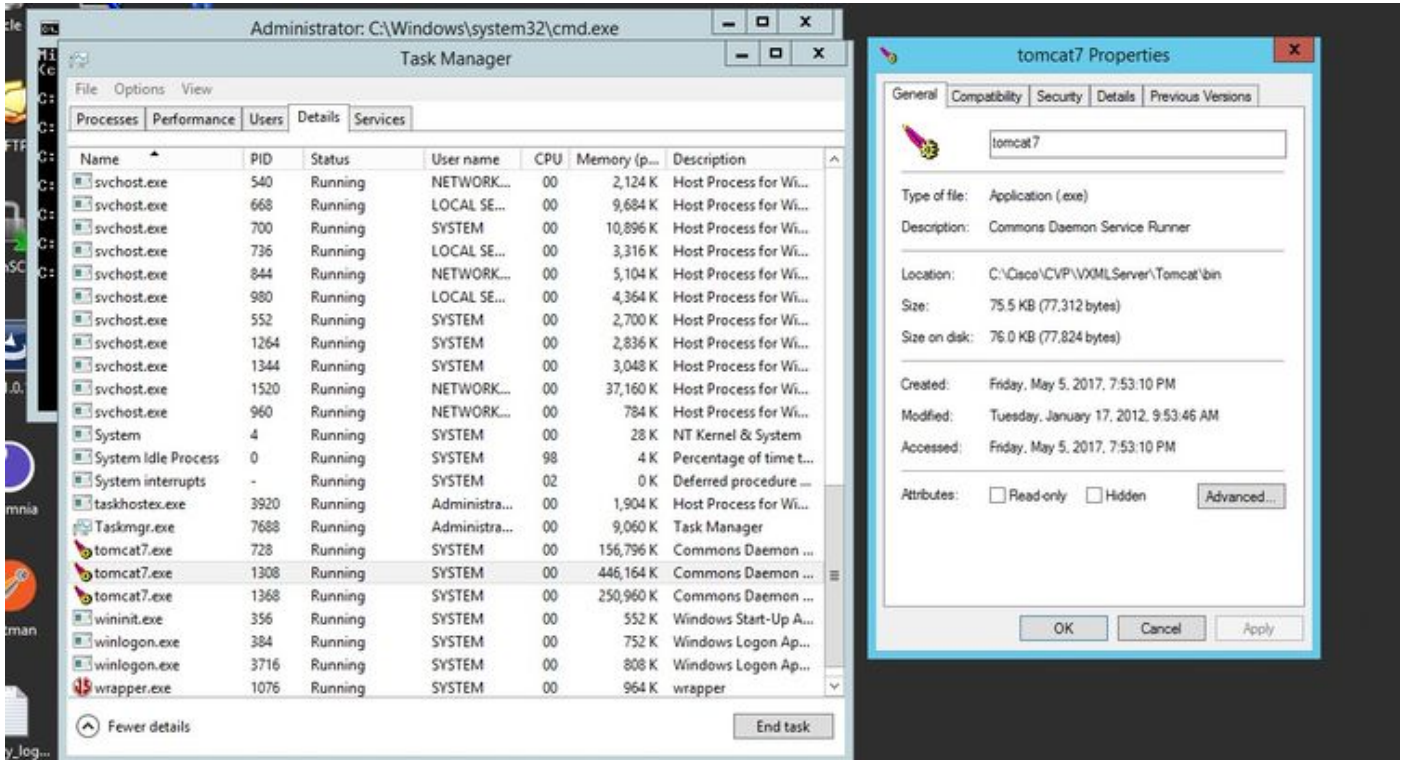 Administrator: C:\Windows\system32\cmd.exe
Task Manager
File Options View
Processes Performance Users Details Services
Name PID Status User name CPU Memory (p... Description
svchost.exe 540 Running NETWORK... 00 2,124 K Host Process for Wi...
svchost.exe 668 Running LOCAL SE... 00 9,684 K Host Process for Wi...
svchost.exe 700 Running SYSTEM 00 10,896 K Host Process for Wi...
svchost.exe 736 Running LOCAL SE... 00 3,316 K Host Process for Wi...
svchost.exe 844 Running NETWORK... 00 5,104 K Host Process for Wi...
svchost.exe 980 Running LOCAL SE... 00 4,364 K Host Process for Wi...
svchost.exe 552 Running SYSTEM 00 2,700 K Host Process for Wi...
svchost.exe 1264 Running SYSTEM 00 2,836 K Host Process for Wi...
svchost.exe 1344 Running SYSTEM 00 3,048 K Host Process for Wi...
svchost.exe 1520 Running NETWORK... 00 37,160 K Host Process for Wi...
svchost.exe 960 Running NETWORK... 00 784 K Host Process for Wi...
System 4 Running SYSTEM 00 28 K NT Kernel & System
System Idle Process 0 Running SYSTEM 98 4 K Percentage of time t...
System interrupts - Running SYSTEM 02 0 K Deferred procedure ...
taskhostex.exe 3920 Running Administra... 00 1,904 K Host Process for Wi...
Taskmgr.exe 7688 Running Administra... 00 9,060 K Task Manager
tomcat7.exe 728 Running SYSTEM 00 156,796 K Commons Daemon ...
tomcat7.exe 1308 Running SYSTEM 00 446,164 K Commons Daemon ...
tomcat7.exe 1368 Running SYSTEM 00 250,960 K Commons Daemon ...
wininit.exe 356 Running SYSTEM 00 552 K Windows Start-Up A...
winlogon.exe 384 Running SYSTEM 00 752 K Windows Logon Ap...
winlogon.exe 3716 Running SYSTEM 00 808 K Windows Logon Ap...
wrapper.exe 1076 Running SYSTEM 00 964 K wrapper
Fewer details
End task
tomcat7 Properties
General Compatibility Security Details Previous Versions
tomcat7
Type of file: Application (.exe)
Description: Commons Daemon Service Runner
Location: C:\Cisco\CVP\VXMLServer\Tomcat\bin
Size: 75.5 KB (77,312 bytes)
Size on disk: 76.0 KB (77,824 bytes)
Created: Friday, May 5, 2017, 7:53:10 PM
Modified: Tuesday, January 17, 2012, 9:53:46 AM
Accessed: Friday, May 5, 2017, 7:53:10 PM
Attributes: Read-only Hidden Advanced...
OK Cancel Apply